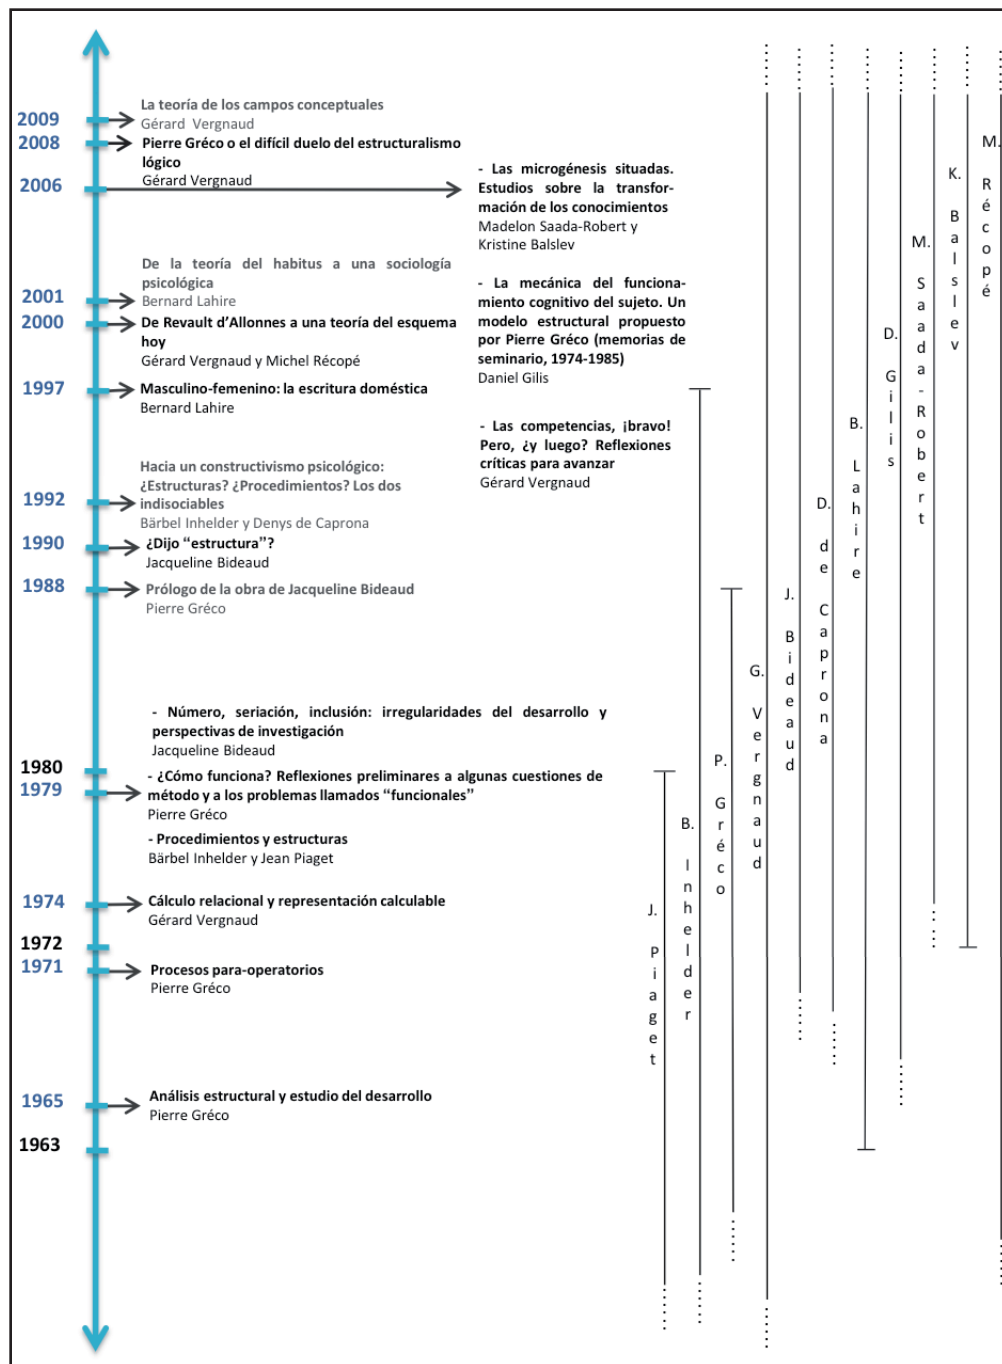 2009
La teoría de los campos conceptuales
Gérard Vergnaud
2008
Pierre Gréco o el difícil duelo del estructuralismo
lógico
Gérard Vergnaud
2006
- Las microgénesis situadas.
Estudios sobre la transfor-
mación de los conocimientos
Madelon Saada-Robert y
Kristine Balslev
- La mecánica del funciona-
miento cognitivo del sujeto. Un
modelo estructural propuesto
por Pierre Gréco (memorias de
seminario, 1974-1985)
Daniel Gilis
- Las competencias, ¡bravo!
Pero, ¿y luego? Reflexiones
críticas para avanzar
Gérard Vergnaud
De la teoría del habitus a una sociología
psicológica
2001
Bernard Lahire
2000
De Revault d’Allonnes a una teoría del esquema
hoy
Gérard Vergnaud y Michel Récopé
1997
Masculino-femenino: la escritura doméstica
Bernard Lahire
Hacia un constructivismo psicológico:
¿Estructuras? ¿Procedimientos? Los dos
1992
indisociables
Bärbel Inhelder y Denys de Caprona
1990
¿Dijo “estructura”?
Jacqueline Bideaud
1988
Prólogo de la obra de Jacqueline Bideaud
Pierre Gréco
- Número, seriación, inclusión: irregularidades del desarrollo y
perspectivas de investigación
Jacqueline Bideaud
1980
- ¿Cómo funciona? Reflexiones preliminares a algunas cuestiones de
1979
método y a los problemas llamados “funcionales”
Pierre Gréco
- Procedimientos y estructuras
Bärbel Inhelder y Jean Piaget
1974
Cálculo relacional y representación calculable
Gérard Vergnaud
1972
1971
Procesos para-operatorios
Pierre Gréco
1965
Análisis estructural y estudio del desarrollo
Pierre Gréco
1963
J. Piaget
B. Inhelder
P. Gréco
G. Vergnaud
J. Bideaud
D. de Caprona
B. Lahire
D. Gilis
M. Saada-Robert
K. Balslev
M. Récopé